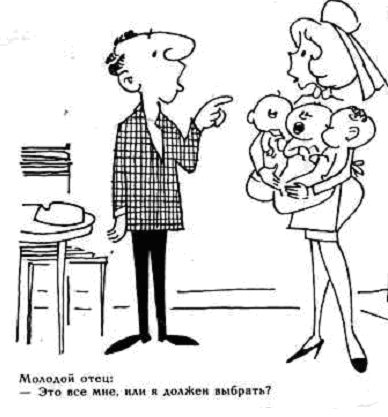 Молодой отец:
— Это все мне, или я должен выбрать?